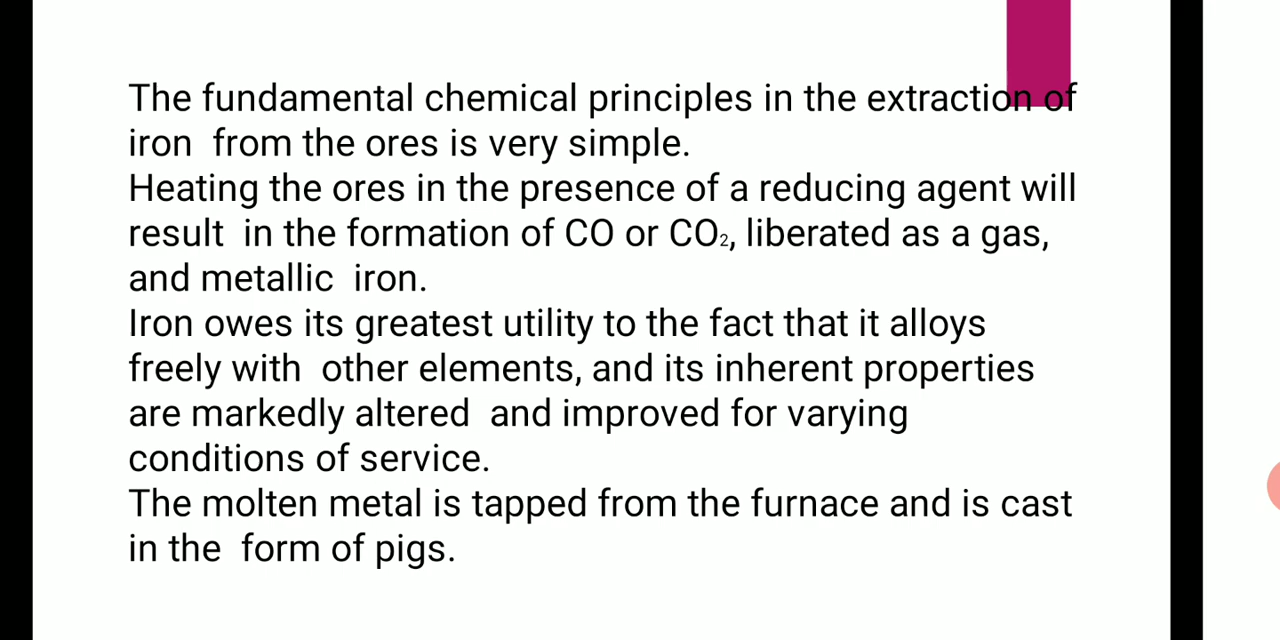 The fundamental chemical principles in the extraction of
iron  from the ores is very simple.
Heating the ores in the presence of a reducing agent will
result  in the formation of CO or CO₂, liberated as a gas,
and metallic  iron.
Iron owes its greatest utility to the fact that it alloys
freely with  other elements, and its inherent properties
are markedly altered  and improved for varying
conditions of service.
The molten metal is tapped from the furnace and is cast
in the  form of pigs.